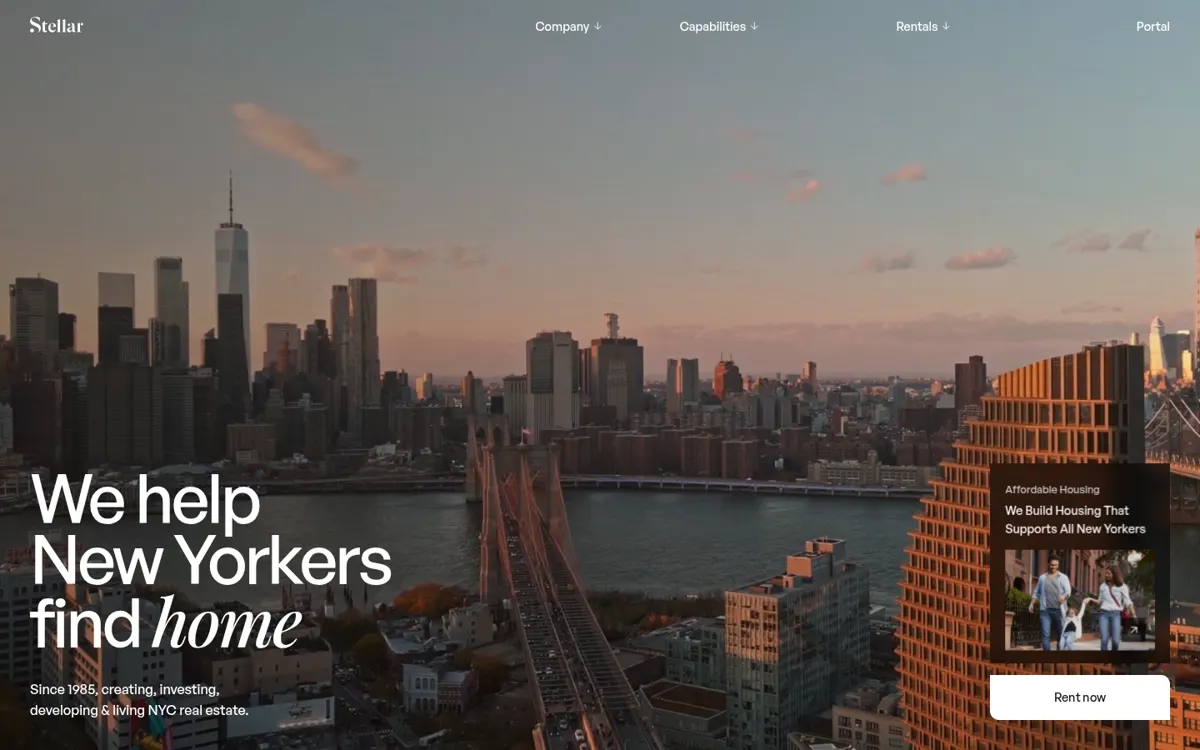 Stellar
Company ↓
Capabilities ↓
Rentals ↓
Portal
We help
New Yorkers
find home
Since 1985, creating, investing,
developing & living NYC real estate.
Affordable Housing
We Build Housing That
Supports All New Yorkers
Rent now